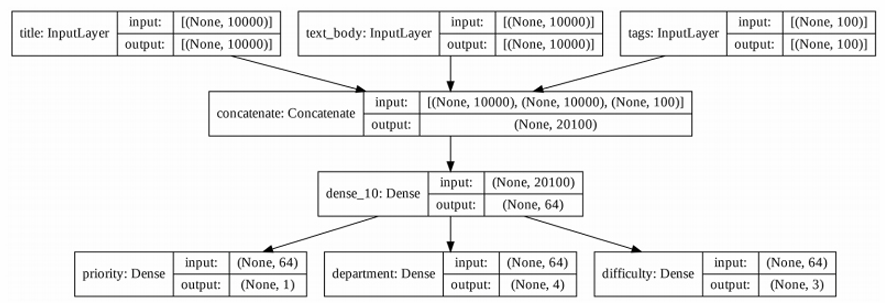 title: InputLayer input: [(None, 10000)] output: [(None, 10000)]
text_body: InputLayer input: [(None, 10000)] output: [(None, 10000)]
tags: InputLayer input: [(None, 100)] output: [(None, 100)]
concatenate: Concatenate input: [(None, 10000), (None, 10000), (None, 100)] output: (None, 20100)
dense_10: Dense input: (None, 20100) output: (None, 64)
priority: Dense input: (None, 64) output: (None, 1)
department: Dense input: (None, 64) output: (None, 4)
difficulty: Dense input: (None, 64) output: (None, 3)